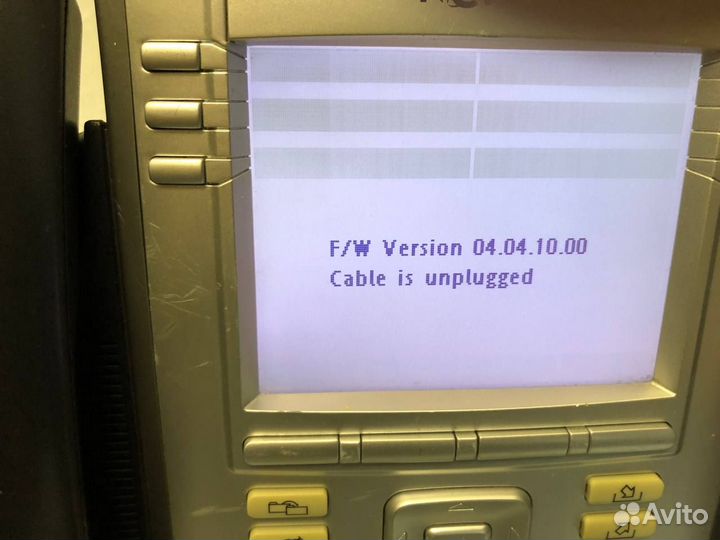 F/W Version 04.04.10.00
Cable is unplugged
Avito